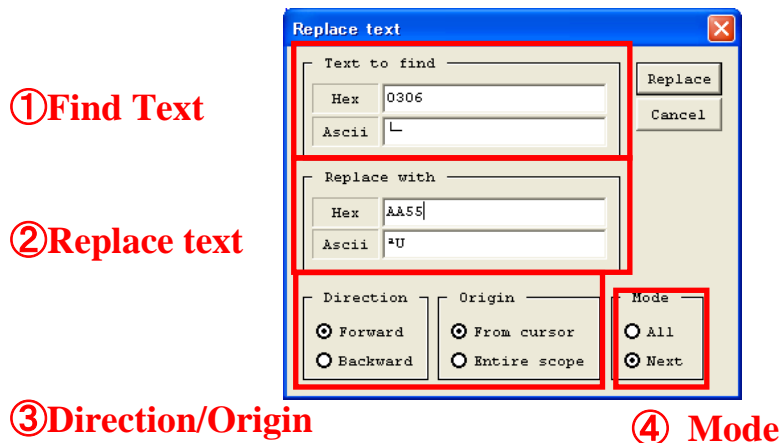 Replace text
Text to find
Hex 0306
Ascii └
Replace
Cancel
①Find Text
Replace with
Hex AA55
Ascii ªU
②Replace text
Direction
Forward
Backward
Origin
From cursor
Entire scope
Mode
All
Next
③Direction/Origin
④ Mode